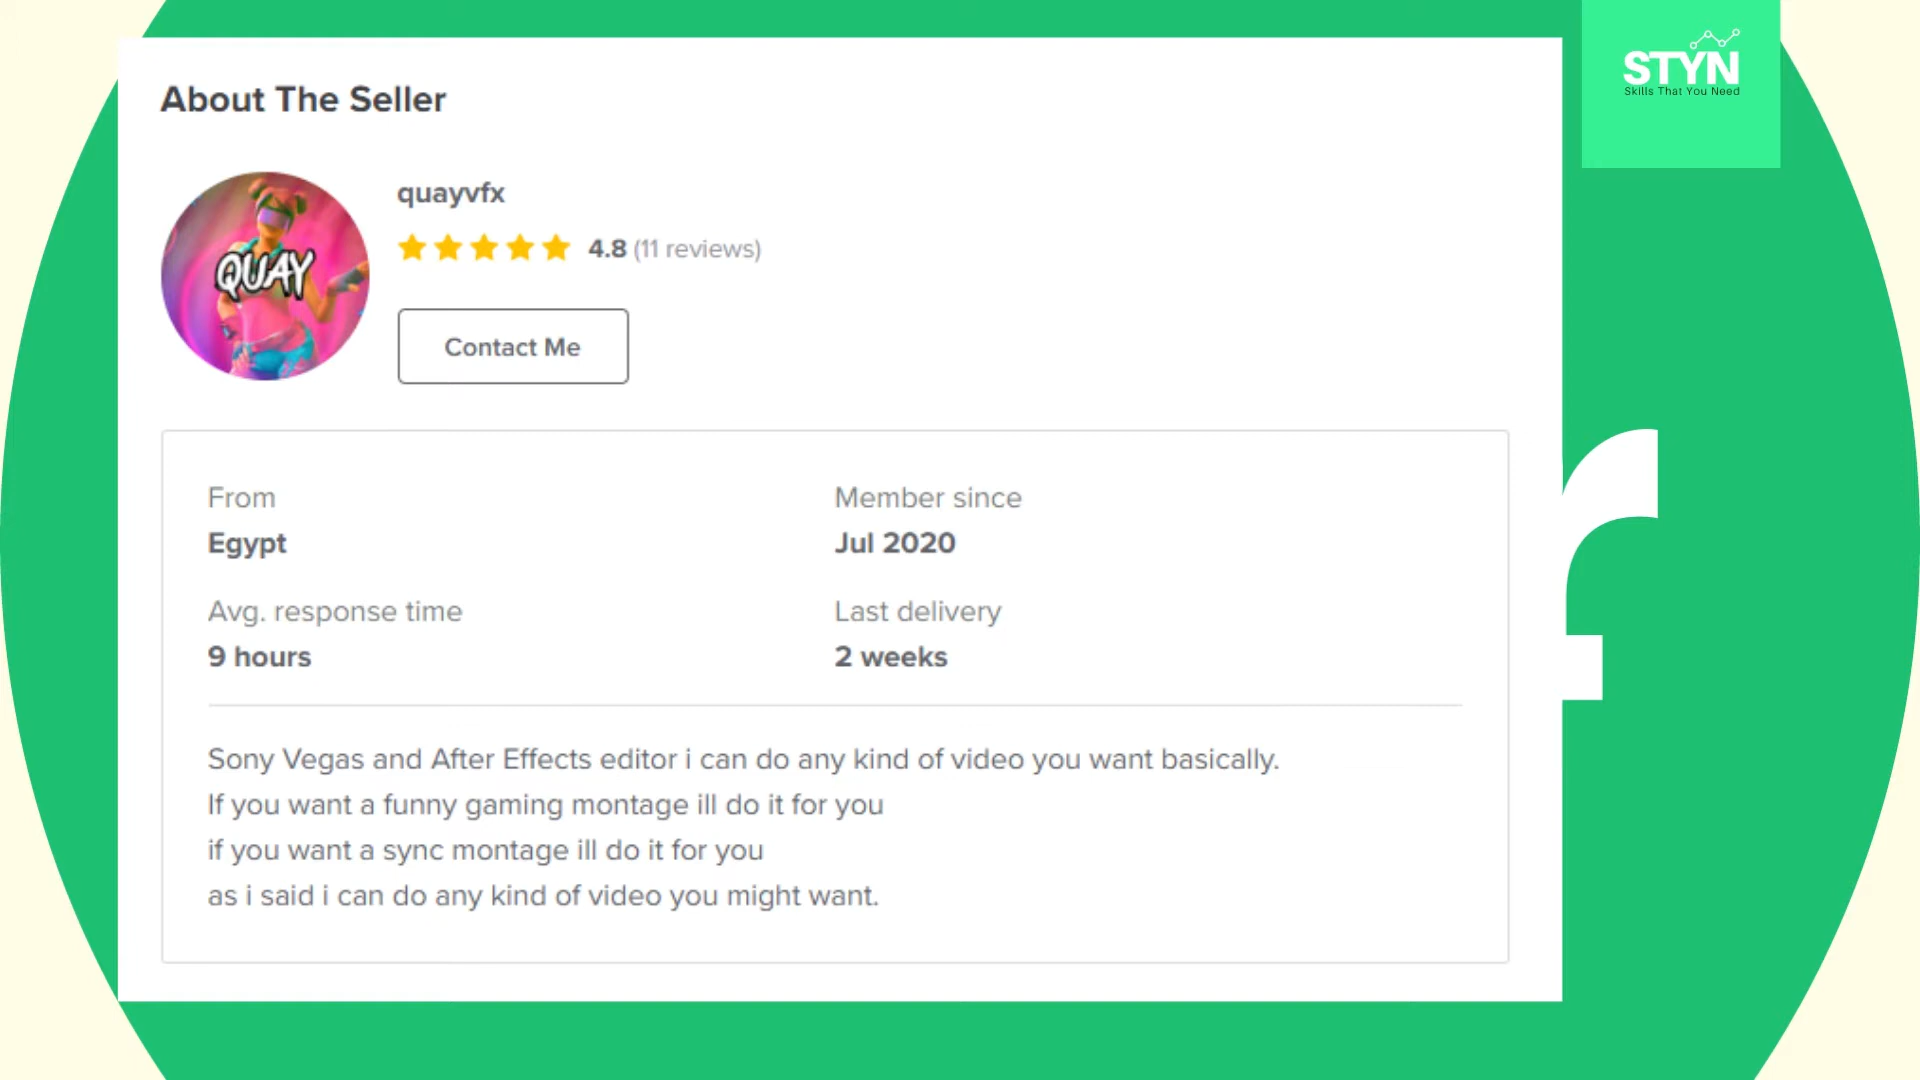 STYN
Skills That You Need
About The Seller
quayvfx
QUAY
4.8 (11 reviews)
Contact Me
From
Egypt
Member since
Jul 2020
Avg. response time
9 hours
Last delivery
2 weeks
Sony Vegas and After Effects editor i can do any kind of video you want basically.
If you want a funny gaming montage ill do it for you
if you want a sync montage ill do it for you
as i said i can do any kind of video you might want.
r